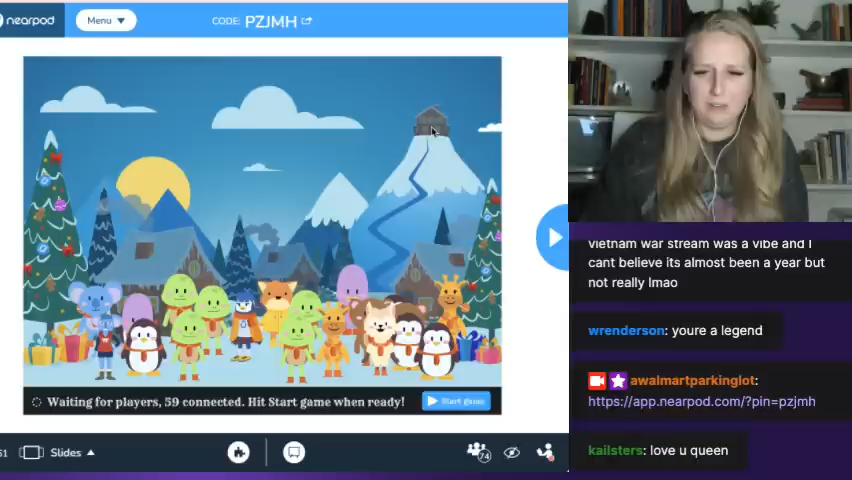 nearpod
Menu
CODE: PZJMH
Waiting for players, 59 connected. Hit Start game when ready!
Start game
51
Slides
74
vietnam war stream was a vibe and I
cant believe its almost been a year but
not really lmao
wrenderson: youre a legend
awalmartparkinglot:
https://app.nearpod.com/?pin=pzjmh
kailsters: love u queen